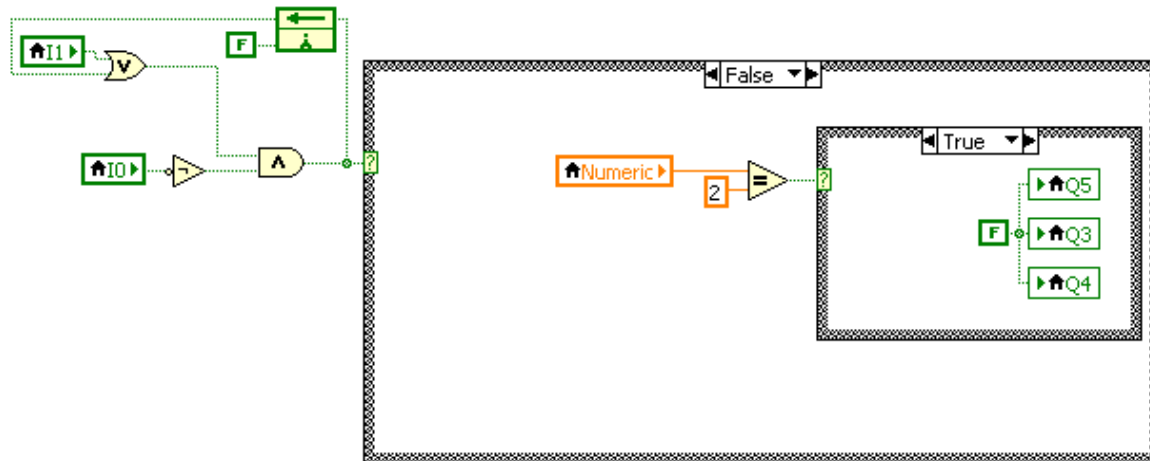 I1
F
V
False
I0
¬
Λ
?
True
Numeric
=
?
2
Q5
F
Q3
Q4